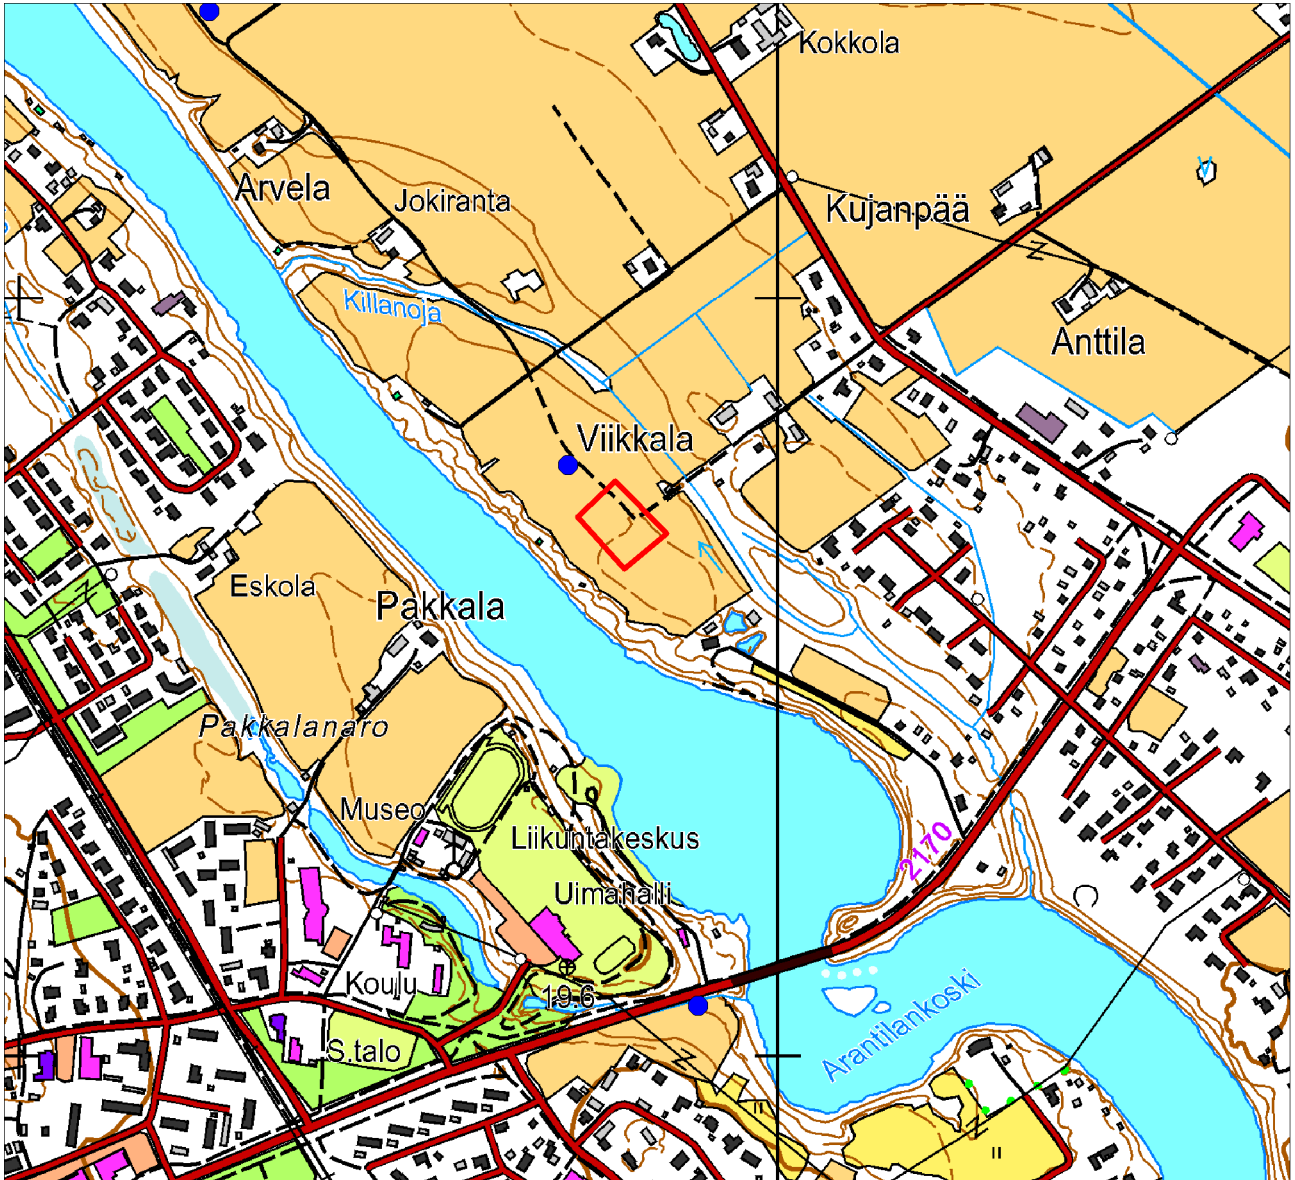 Kokkola
Arvela
Jokiranta
Kujanpää
Killanoja
Anttila
Viikkala
Eskola
Pakkala
Pakkalanaro
Museo
Liikuntakeskus
2170
Uimahalli
Koulu
19.6
Arantilankoski
S.talo